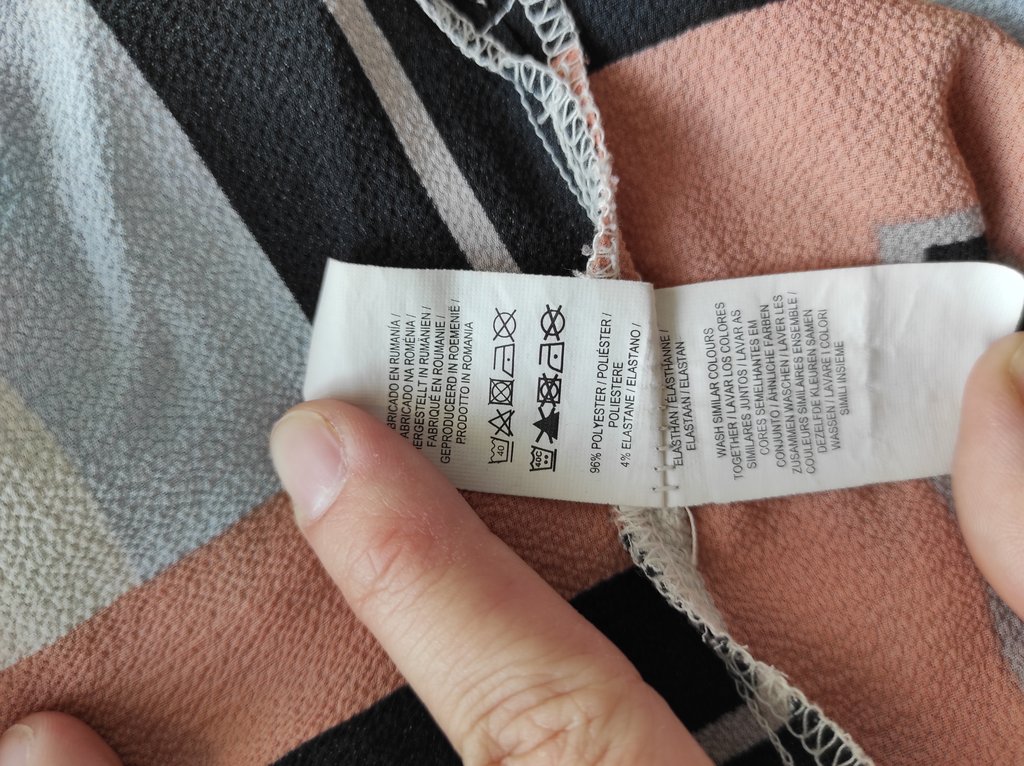 FABRICADO EN RUMANÍA /
FABRICADO NA ROMÉNIA /
HERGESTELLT IN RUMÄNIEN /
FABRIQUÉ EN ROUMANIE /
GEPRODUCEERD IN ROEMENIË /
PRODOTTO IN ROMANIA
40
40C
96% POLYESTER / POLIÉSTER /
POLIESTERE
4% ELASTANE / ELASTANO /
ELASTHAN / ÉLASTHANNE /
ELASTAAN / ELASTAN
WASH SIMILAR COLOURS
TOGETHER / LAVAR LOS COLORES
SIMILARES JUNTOS / LAVAR AS
CORES SEMELHANTES EM
CONJUNTO / ÄHNLICHE FARBEN
ZUSAMMEN WASCHEN / LAVER LES
COULEURS SIMILAIRES ENSEMBLE /
DEZELFDE KLEUREN SAMEN
WASSEN / LAVARE I COLORI
SIMILI INSIEME